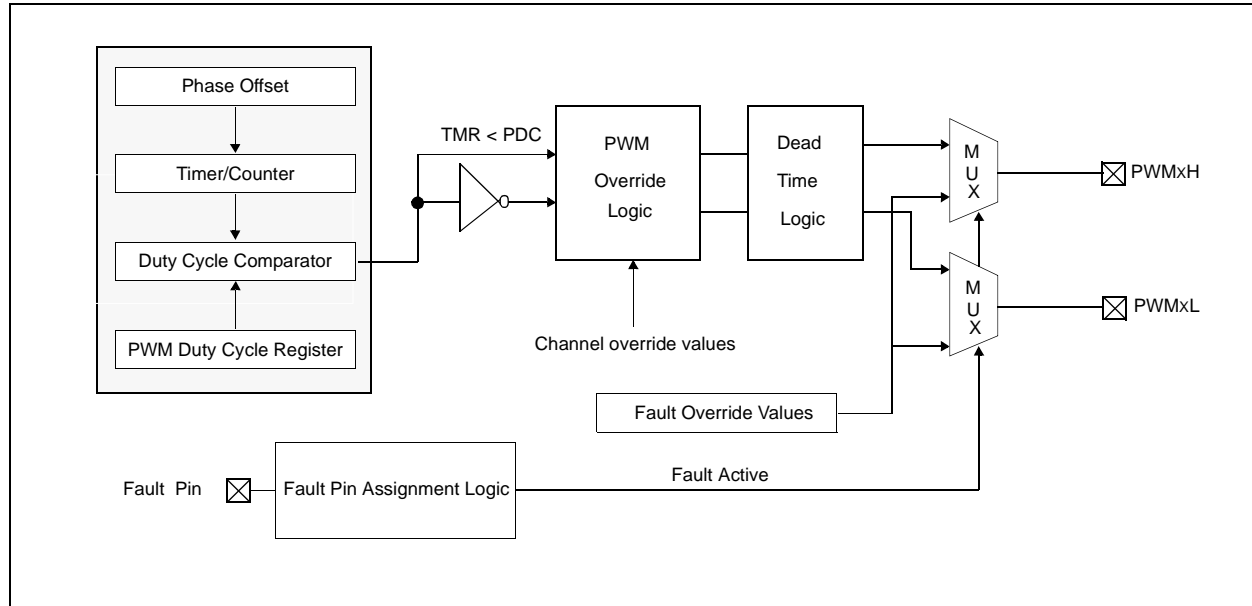 Phase Offset
Timer/Counter
Duty Cycle Comparator
PWM Duty Cycle Register
TMR < PDC
PWM
Override
Logic
Channel override values
Dead
Time
Logic
M
U
X
PWMxH
M
U
X
PWMxL
Fault Override Values
Fault Pin
Fault Pin Assignment Logic
Fault Active